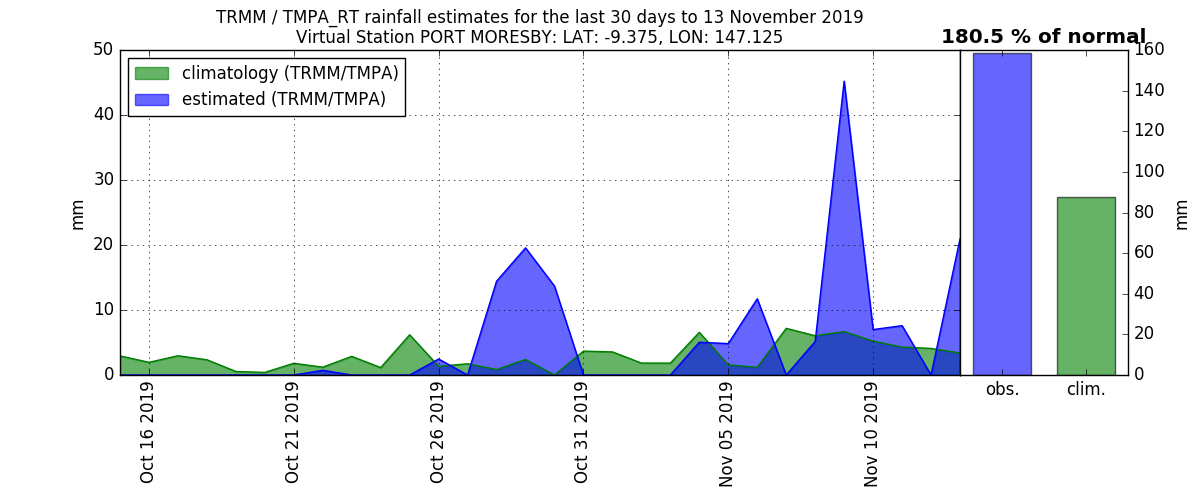 TRMM / TMPA_RT rainfall estimates for the last 30 days to 13 November 2019
Virtual Station PORT MORESBY: LAT: -9.375, LON: 147.125
180.5 % of normal
climatology (TRMM/TMPA)
estimated (TRMM/TMPA)
mm
50
40
30
20
10
0
Oct 16 2019
Oct 21 2019
Oct 26 2019
Oct 31 2019
Nov 05 2019
Nov 10 2019
obs.
clim.
160
140
120
100
80
60
40
20
0
mm